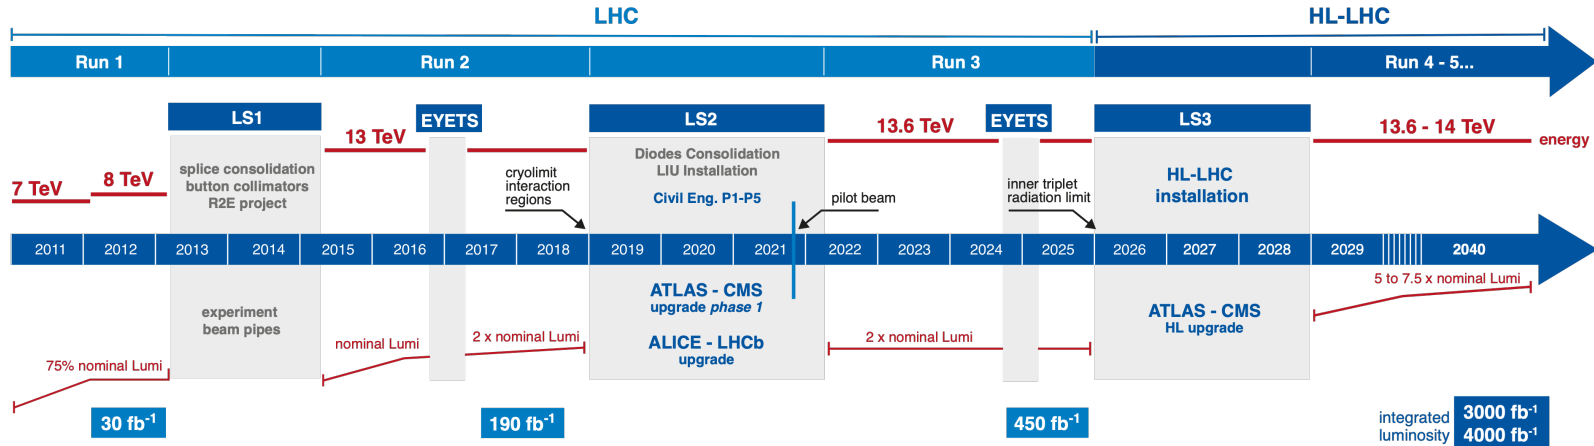 LHC
HL-LHC
Run 1
Run 2
Run 3
Run 4 - 5...
LS1
EYETS
LS2
EYETS
LS3
13 TeV
13.6 TeV
13.6 - 14 TeV
energy
7 TeV
8 TeV
splice consolidation
button collimators
R2E project
cryolimit
interaction
regions
Diodes Consolidation
LIU Installation
Civil Eng. P1-P5
pilot beam
inner triplet
radiation limit
HL-LHC
installation
2011
2012
2013
2014
2015
2016
2017
2018
2019
2020
2021
2022
2023
2024
2025
2026
2027
2028
2029
2040
experiment
beam pipes
ATLAS - CMS
upgrade phase 1
ALICE - LHCb
upgrade
ATLAS - CMS
HL upgrade
5 to 7.5 x nominal Lumi
75% nominal Lumi
nominal Lumi
2 x nominal Lumi
2 x nominal Lumi
30 fb⁻¹
190 fb⁻¹
450 fb⁻¹
integrated
luminosity
3000 fb⁻¹
4000 fb⁻¹